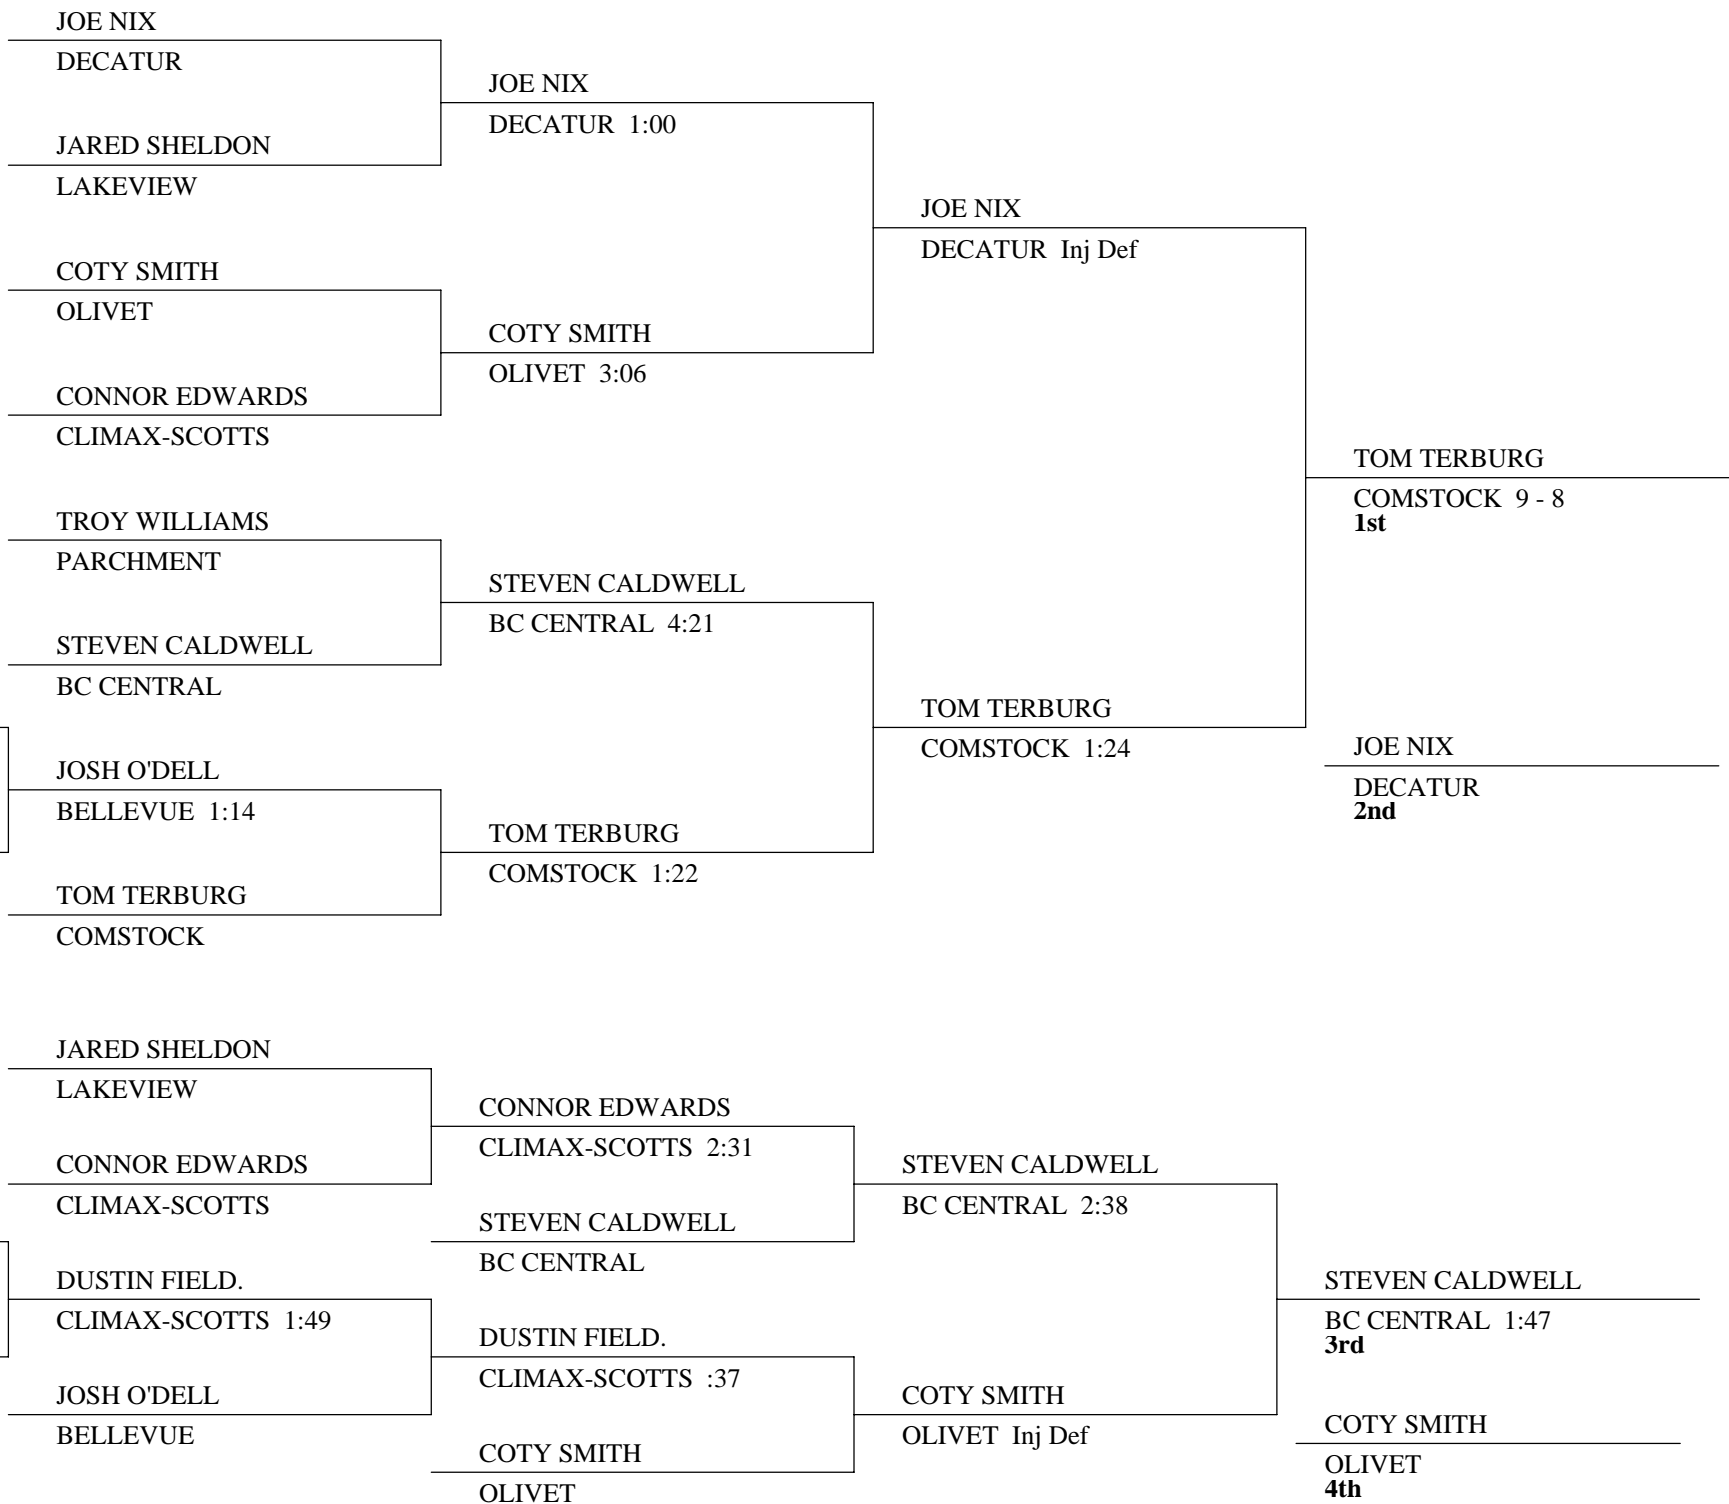 JOE NIX
DECATUR
JARED SHELDON
LAKEVIEW
COTY SMITH
OLIVET
CONNOR EDWARDS
CLIMAX-SCOTTS
TROY WILLIAMS
PARCHMENT
STEVEN CALDWELL
BC CENTRAL
JOSH O'DELL
BELLEVUE 1:14
TOM TERBURG
COMSTOCK
JOE NIX
DECATUR 1:00
COTY SMITH
OLIVET 3:06
STEVEN CALDWELL
BC CENTRAL 4:21
TOM TERBURG
COMSTOCK 1:22
JOE NIX
DECATUR Inj Def
TOM TERBURG
COMSTOCK 1:24
TOM TERBURG
COMSTOCK 9 - 8
1st
JOE NIX
DECATUR
2nd
JARED SHELDON
LAKEVIEW
CONNOR EDWARDS
CLIMAX-SCOTTS
DUSTIN FIELD.
CLIMAX-SCOTTS 1:49
JOSH O'DELL
BELLEVUE
CONNOR EDWARDS
CLIMAX-SCOTTS 2:31
STEVEN CALDWELL
BC CENTRAL
DUSTIN FIELD.
CLIMAX-SCOTTS :37
COTY SMITH
OLIVET
STEVEN CALDWELL
BC CENTRAL 2:38
COTY SMITH
OLIVET Inj Def
STEVEN CALDWELL
BC CENTRAL 1:47
3rd
COTY SMITH
OLIVET
4th